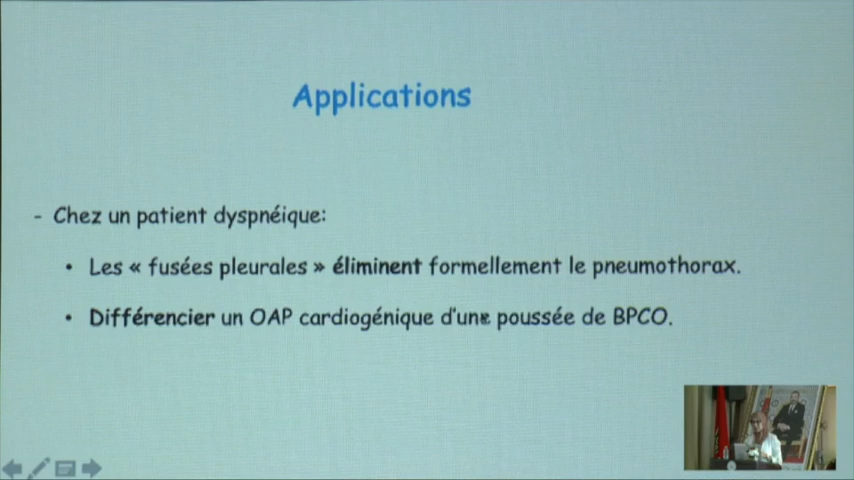 Applications
- Chez un patient dyspnéique:
• Les « fusées pleurales » éliminent formellement le pneumothorax.
• Différencier un OAP cardiogénique d'une poussée de BPCO.